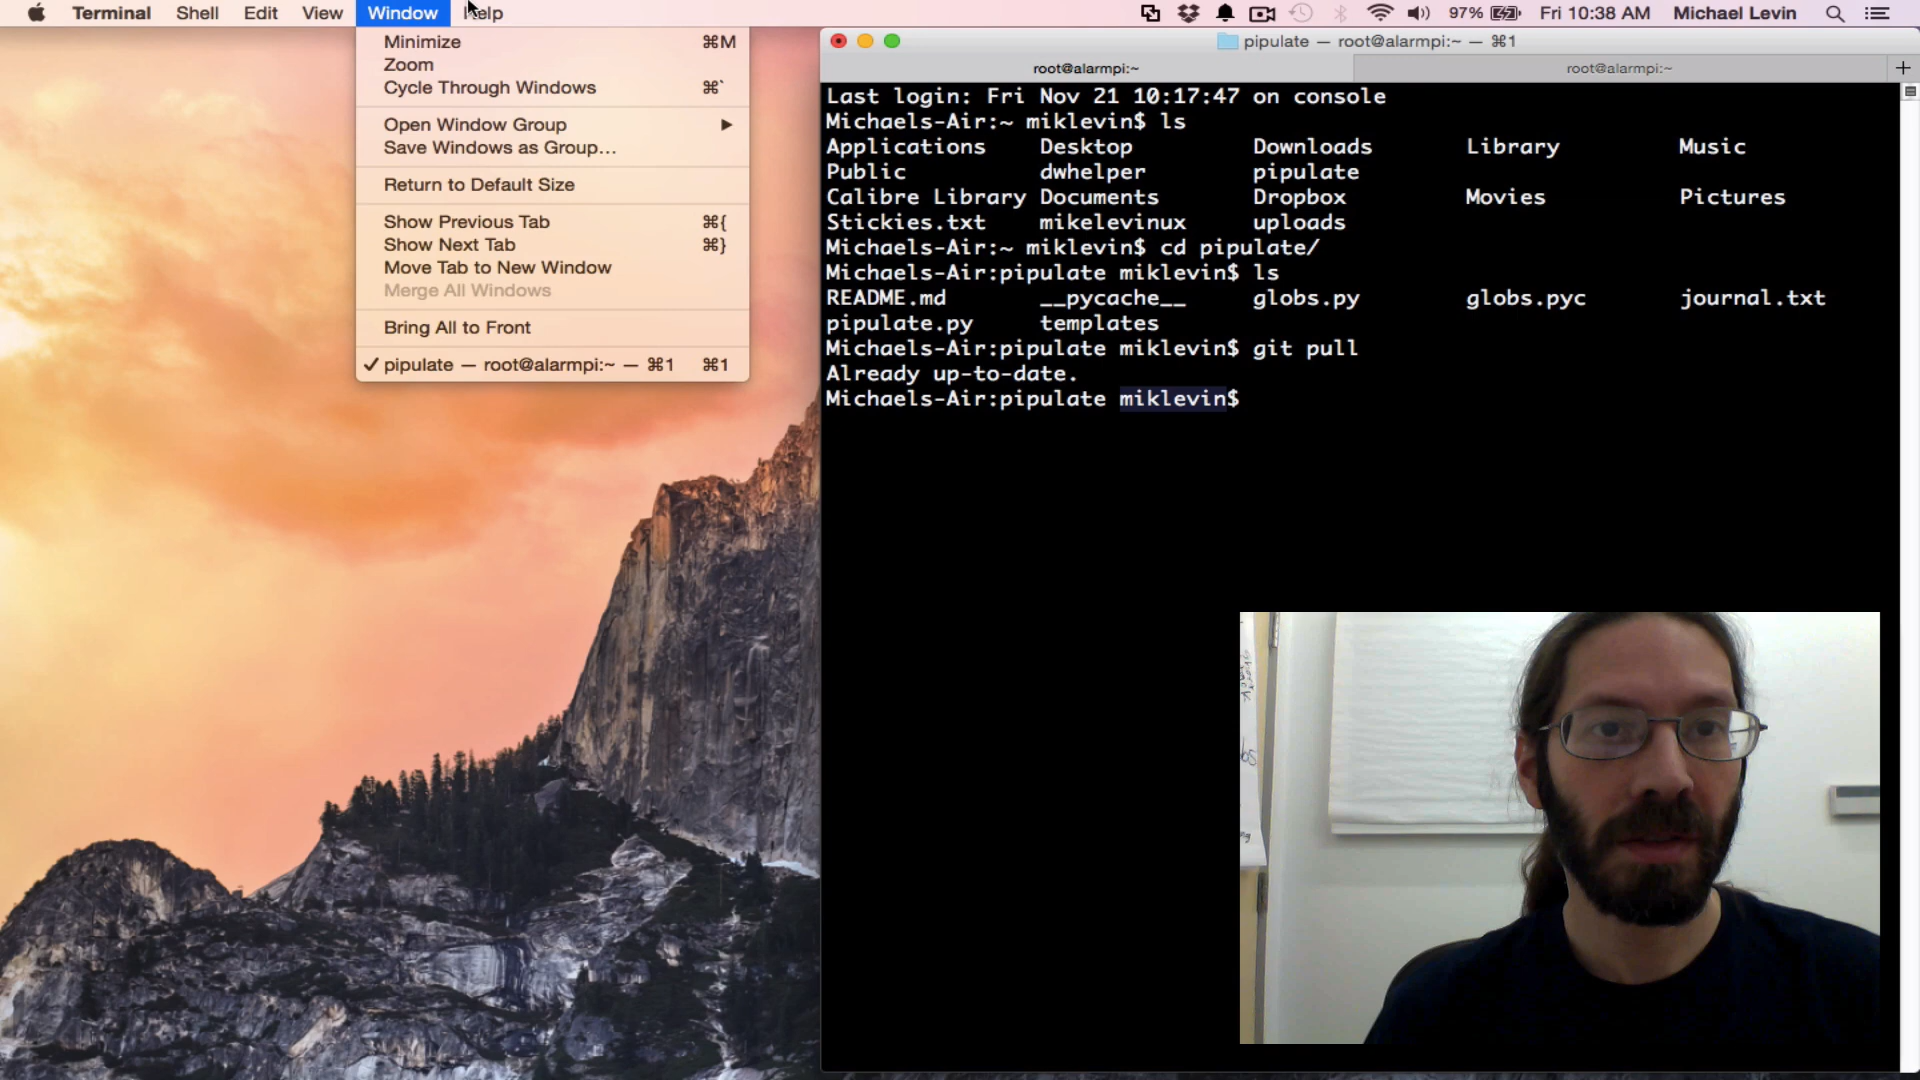 Terminal Shell Edit View Window Help 97% Fri 10:38 AM Michael Levin
Minimize ⌘M
Zoom
Cycle Through Windows ⌘`
Open Window Group ▶
Save Windows as Group…
Return to Default Size
Show Previous Tab ⌘{
Show Next Tab ⌘}
Move Tab to New Window
Merge All Windows
Bring All to Front
✓ pipulate — root@alarmpi:~ — ⌘1 ⌘1
pipulate — root@alarmpi:~ — ⌘1
root@alarmpi:~ root@alarmpi:~ +
Last login: Fri Nov 21 10:17:47 on console
Michaels-Air:~ miklevin$ ls
Applications Desktop Downloads Library Music
Public dwhelper pipulate
Calibre Library Documents Dropbox Movies Pictures
Stickies.txt mikelevinux uploads
Michaels-Air:~ miklevin$ cd pipulate/
Michaels-Air:pipulate miklevin$ ls
README.md __pycache__ globs.py globs.pyc journal.txt
pipulate.py templates
Michaels-Air:pipulate miklevin$ git pull
Already up-to-date.
Michaels-Air:pipulate miklevin$